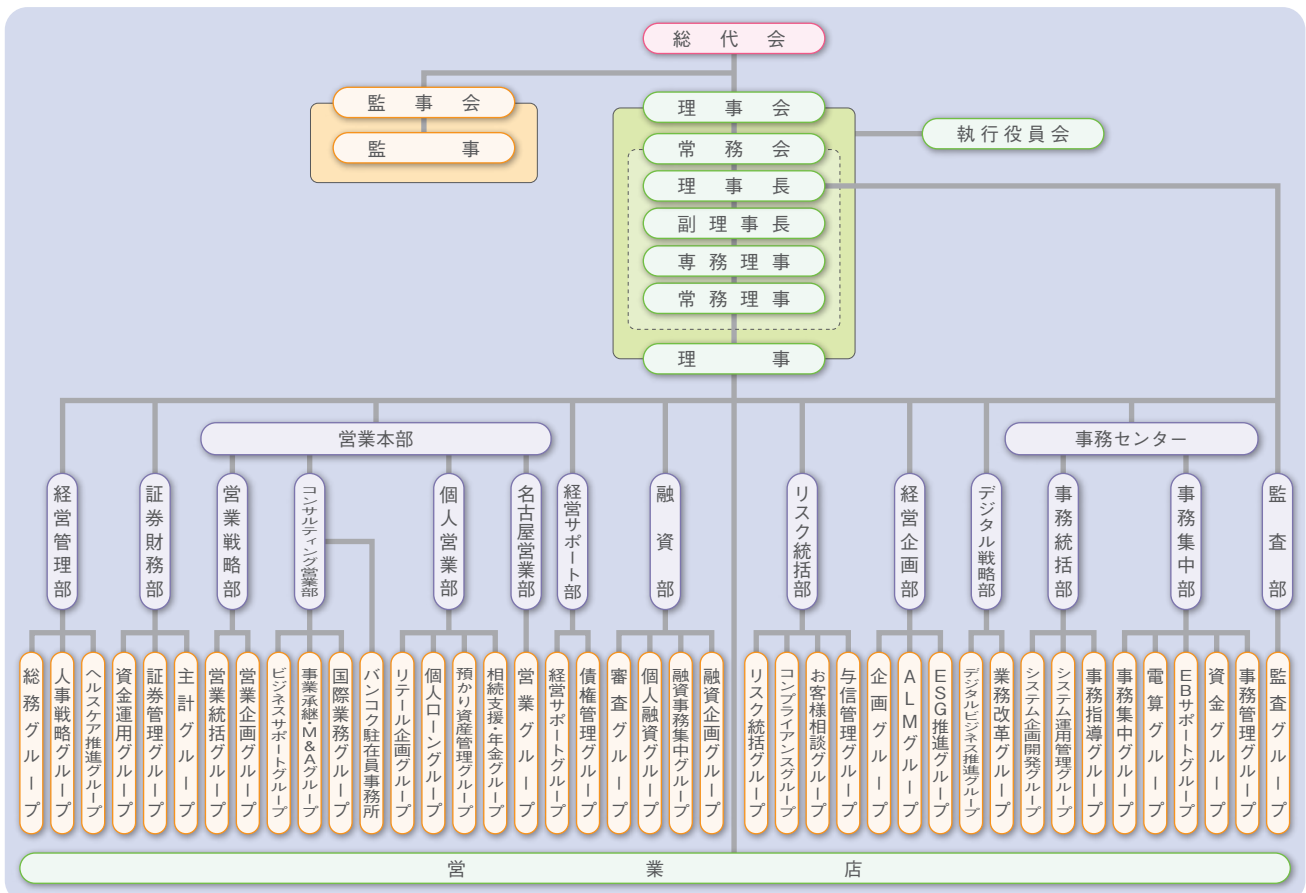 総代会
監事会
監事
理事会
常務会
理事長
副理事長
専務理事
常務理事
理事
執行役員会
営業本部
事務センター
経営管理部
証券財務部
営業戦略部
コンサルティング営業部
個人営業部
名古屋営業部
経営サポート部
融資部
リスク統括部
経営企画部
デジタル戦略部
事務統括部
事務集中部
監査部
総務グループ
人事戦略グループ
ヘルスケア推進グループ
資金運用グループ
証券管理グループ
主計グループ
営業統括グループ
営業企画グループ
ビジネスサポートグループ
事業承継・M&Aグループ
国際業務グループ
バンコク駐在員事務所
リテール企画グループ
個人ローングループ
預かり資産管理グループ
相続支援・年金グループ
営業グループ
経営サポートグループ
債権管理グループ
審査グループ
個人融資グループ
融資事務集中グループ
融資企画グループ
リスク統括グループ
コンプライアンスグループ
お客様相談グループ
与信管理グループ
企画グループ
ALMグループ
ESG推進グループ
デジタルビジネス推進グループ
業務改革グループ
システム企画開発グループ
システム運用管理グループ
事務指導グループ
事務集中グループ
電算グループ
EBサポートグループ
資金グループ
事務管理グループ
監査グループ
営業店